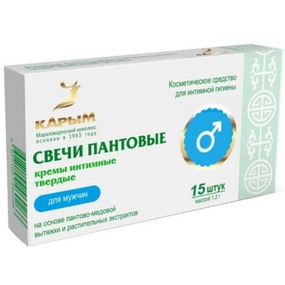 КАРЫМ
Мараловодческий комплекс
основан в 1965 году
Косметическое средство
для интимной гигиены
СВЕЧИ ПАНТОВЫЕ
кремы интимные
твердые
для мужчин
15 штук
массой 1,2 г
на основе пантово-медовой
вытяжки и растительных экстрактов